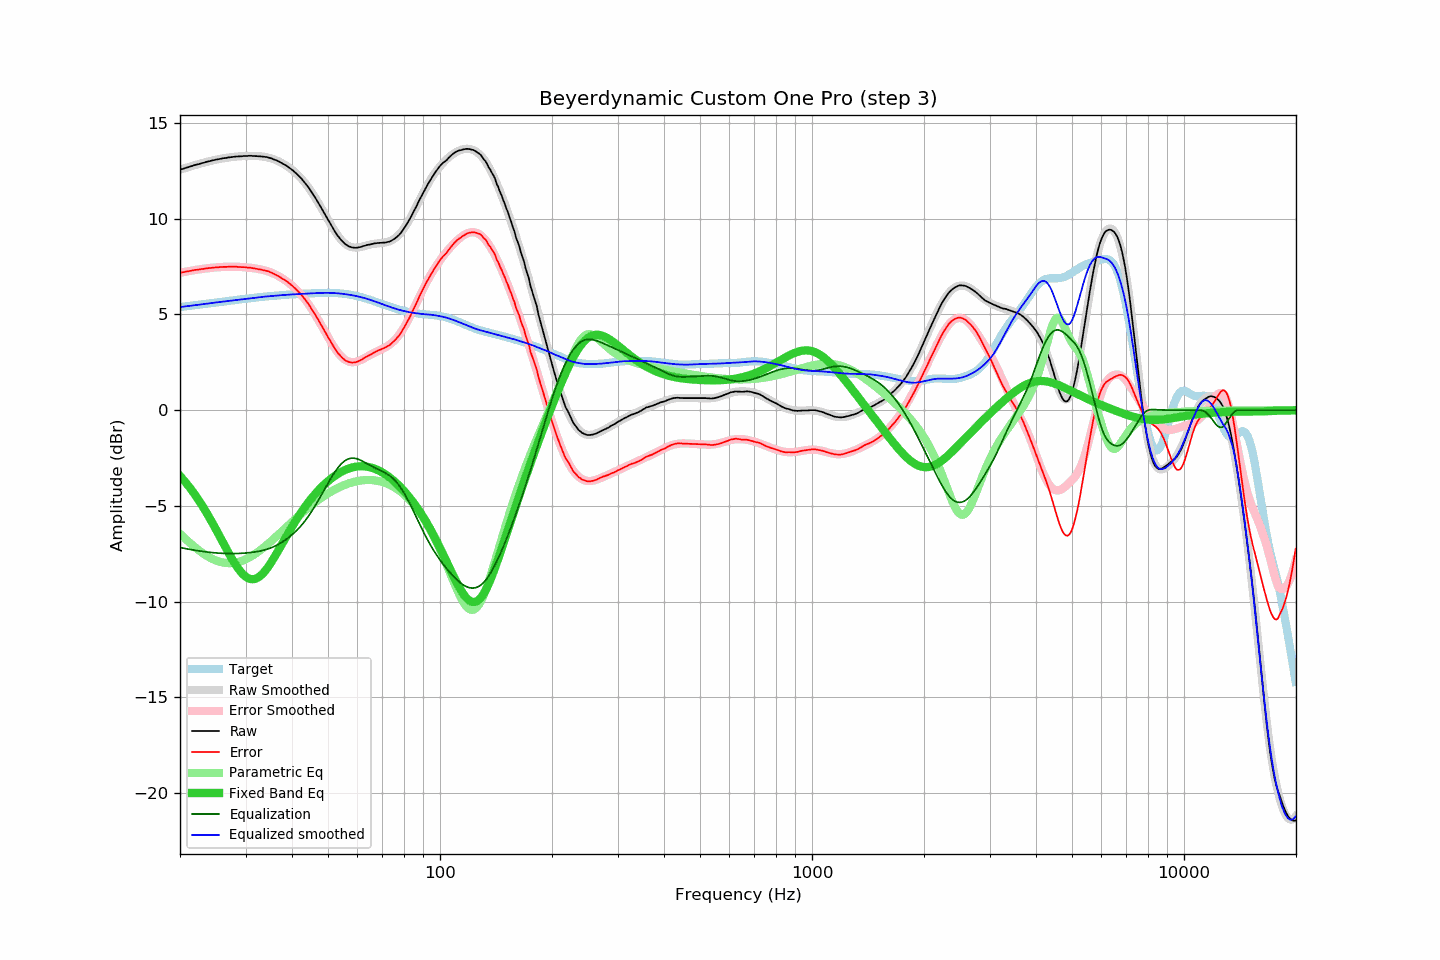 Beyerdynamic Custom One Pro (step 3)
15
10
5
0
−5
−10
−15
−20
Amplitude (dBr)
Target
Raw Smoothed
Error Smoothed
Raw
Error
Parametric Eq
Fixed Band Eq
Equalization
Equalized smoothed
100
1000
10000
Frequency (Hz)